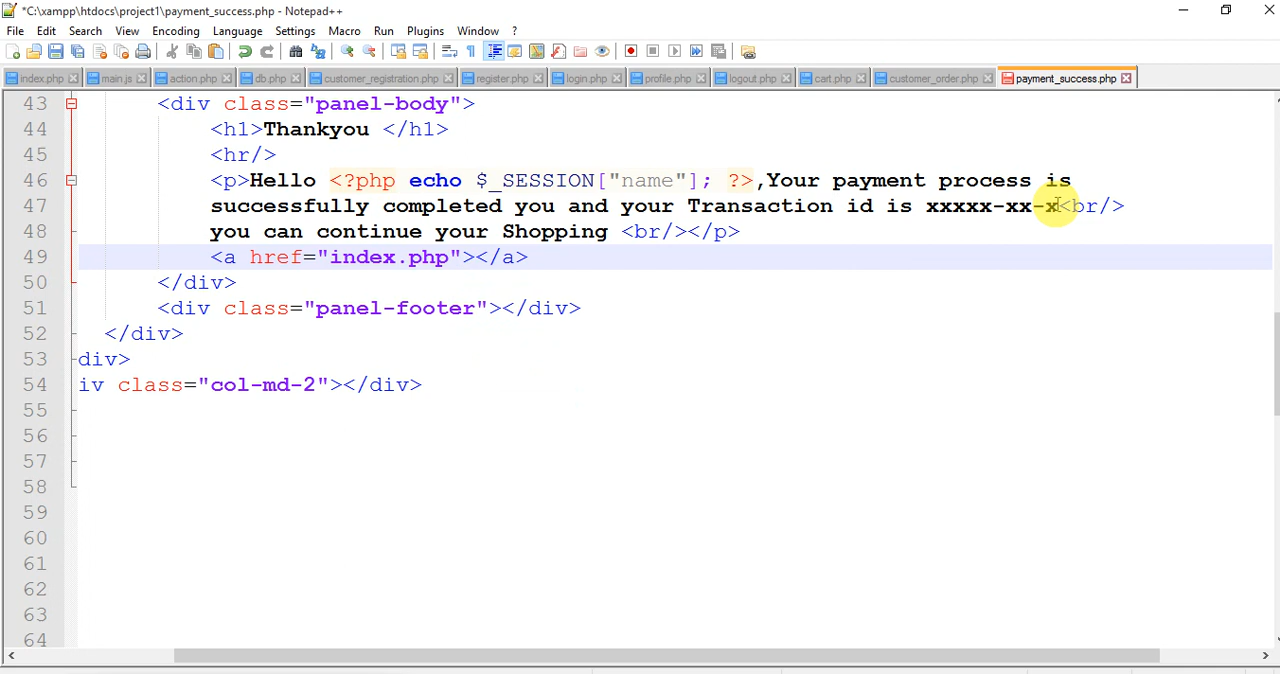 *C:\xampp\htdocs\project1\payment_success.php - Notepad++
File Edit Search View Encoding Language Settings Macro Run Plugins Window ?
index.php main.js action.php db.php customer_registration.php register.php login.php profile.php logout.php cart.php customer_order.php payment_success.php
43 <div class="panel-body">
44 <h1>Thankyou </h1>
45 <hr/>
46 <p>Hello <?php echo $_SESSION["name"]; ?>,Your payment process is
47 successfully completed you and your Transaction id is xxxxx-xx-x<br/>
48 you can continue your Shopping <br/></p>
49 <a href="index.php"></a>
50 </div>
51 <div class="panel-footer"></div>
52 </div>
53 div>
54 iv class="col-md-2"></div>
55
56
57
58
59
60
61
62
63
64